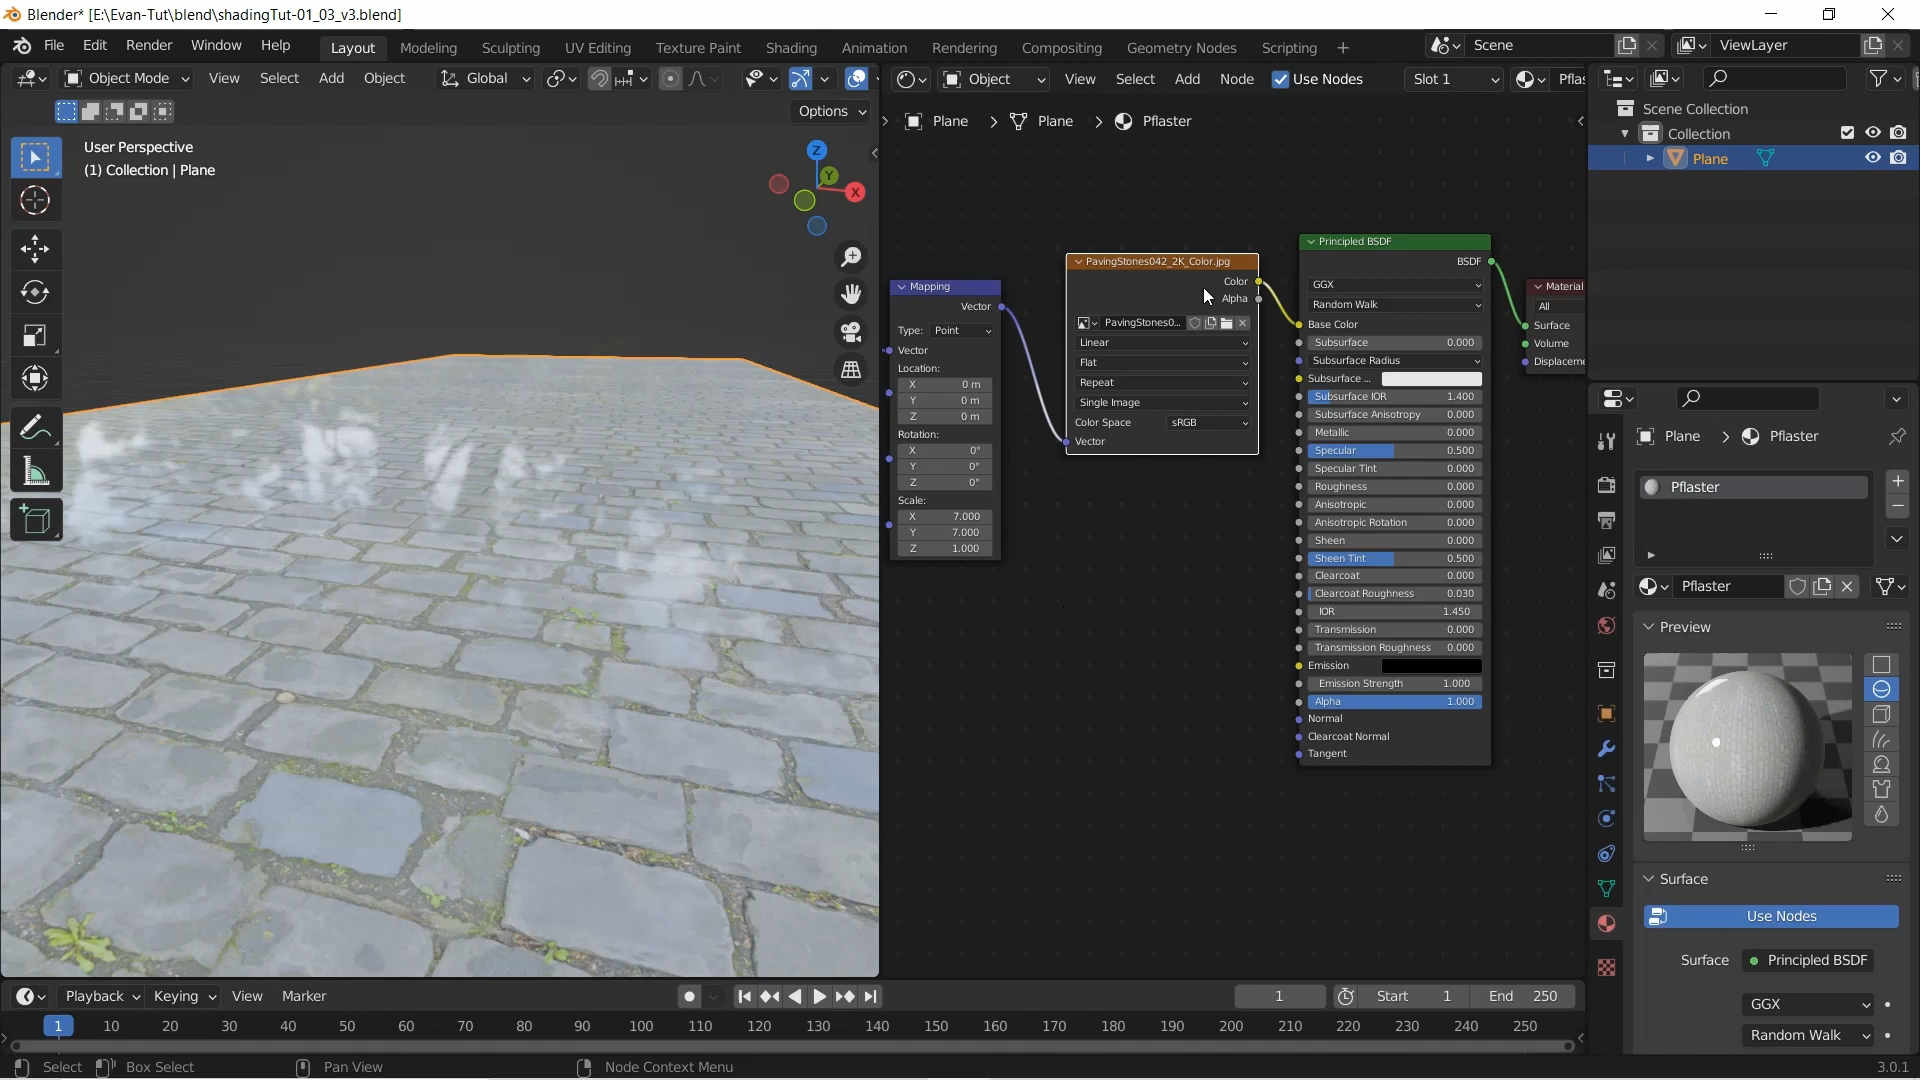 Blender* [E:\Evan-Tut\blend\shadingTut-01_03_v3.blend]
File Edit Render Window Help Layout Modeling Sculpting UV Editing Texture Paint Shading Animation Rendering Compositing Geometry Nodes Scripting + Scene ViewLayer
Object Mode View Select Add Object Global
Options
User Perspective
(1) Collection | Plane
Z
Y
X
Object View Select Add Node Use Nodes Slot 1 Pflas
Plane > Plane > Pflaster
Mapping
Vector
Type: Point
Vector
Location:
X 0 m
Y 0 m
Z 0 m
Rotation:
X 0°
Y 0°
Z 0°
Scale:
X 7.000
Y 7.000
Z 1.000
PavingStones042_2K_Color.jpg
Color
Alpha
PavingStones0...
Linear
Flat
Repeat
Single Image
Color Space sRGB
Vector
Principled BSDF
BSDF
GGX
Random Walk
Base Color
Subsurface 0.000
Subsurface Radius
Subsurface ...
Subsurface IOR 1.400
Subsurface Anisotropy 0.000
Metallic 0.000
Specular 0.500
Specular Tint 0.000
Roughness 0.000
Anisotropic 0.000
Anisotropic Rotation 0.000
Sheen 0.000
Sheen Tint 0.500
Clearcoat 0.000
Clearcoat Roughness 0.030
IOR 1.450
Transmission 0.000
Transmission Roughness 0.000
Emission
Emission Strength 1.000
Alpha 1.000
Normal
Clearcoat Normal
Tangent
Material
All
Surface
Volume
Displaceme
Scene Collection
Collection
Plane
Plane > Pflaster
Pflaster
Pflaster
Preview
Surface
Use Nodes
Surface Principled BSDF
GGX
Random Walk
Playback Keying View Marker 1 Start 1 End 250
1 10 20 30 40 50 60 70 80 90 100 110 120 130 140 150 160 170 180 190 200 210 220 230 240 250
Select Box Select Pan View Node Context Menu 3.0.1